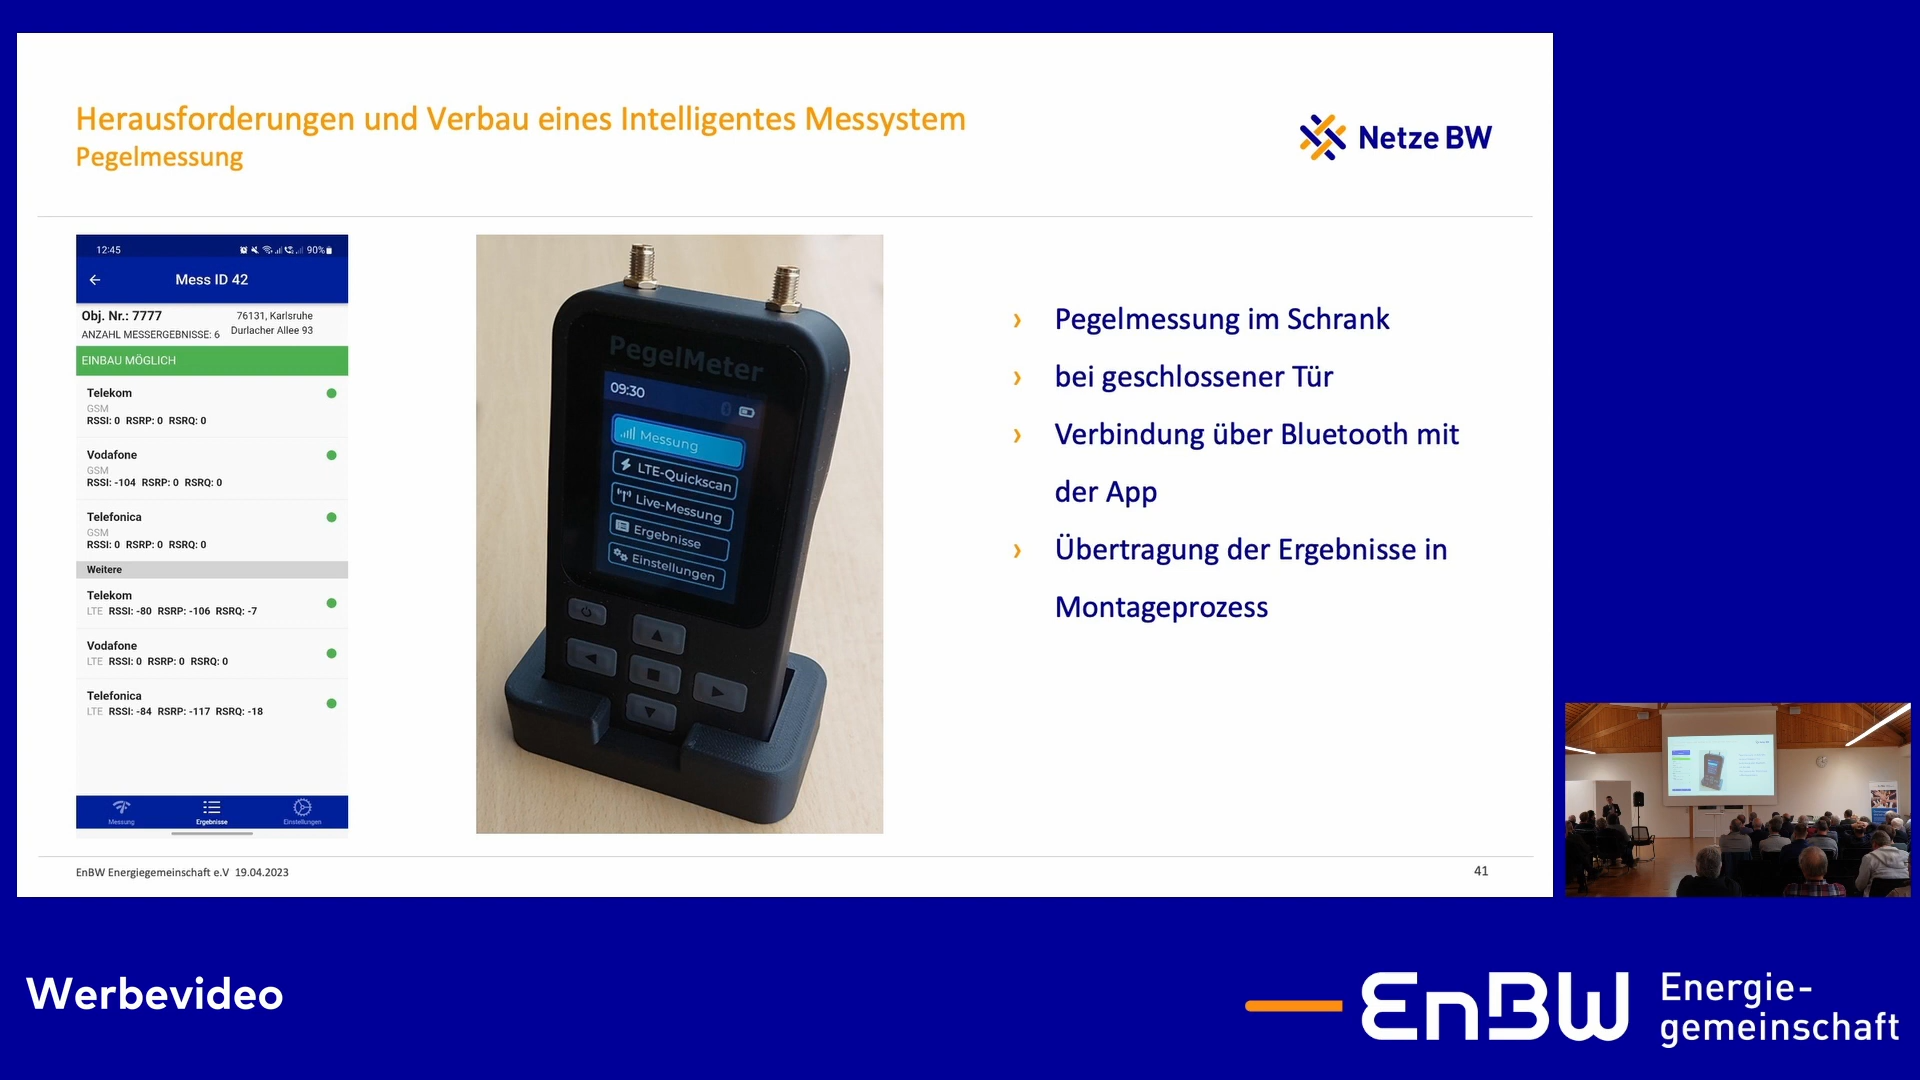 Herausforderungen und Verbau eines Intelligentes Messystem
Pegelmessung
Netze BW
12:45
90%
Mess ID 42
Obj. Nr.: 7777
76131, Karlsruhe
ANZAHL MESSERGEBNISSE: 6
Durlacher Allee 93
EINBAU MÖGLICH
Telekom
GSM
RSSI: 0 RSRP: 0 RSRQ: 0
Vodafone
GSM
RSSI: -104 RSRP: 0 RSRQ: 0
Telefonica
GSM
RSSI: 0 RSRP: 0 RSRQ: 0
Weitere
Telekom
LTE RSSI: -80 RSRP: -106 RSRQ: -7
Vodafone
LTE RSSI: 0 RSRP: 0 RSRQ: 0
Telefonica
LTE RSSI: -84 RSRP: -117 RSRQ: -18
Messung
Ergebnisse
Einstellungen
PegelMeter
09:30
Messung
LTE-Quickscan
Live-Messung
Ergebnisse
Einstellungen
› Pegelmessung im Schrank
› bei geschlossener Tür
› Verbindung über Bluetooth mit
der App
› Übertragung der Ergebnisse in
Montageprozess
EnBW Energiegemeinschaft e.V 19.04.2023
41
Werbevideo
EnBW
Energie-
gemeinschaft